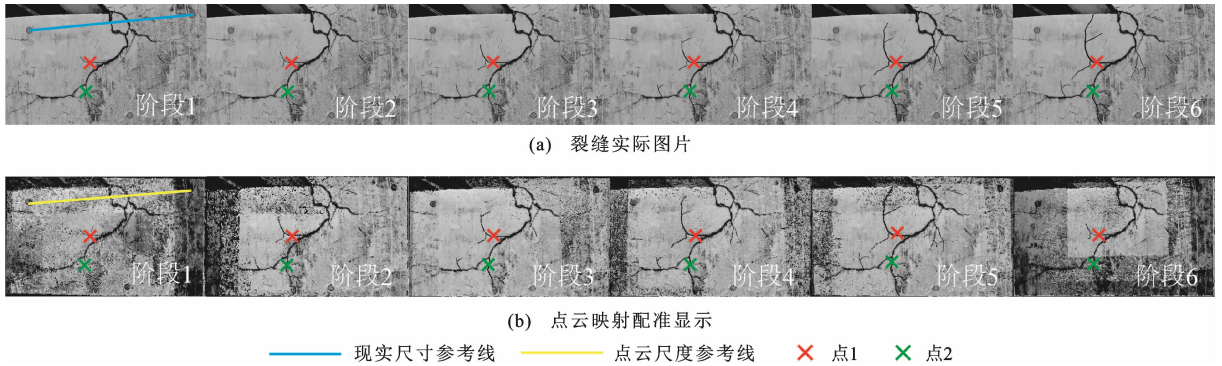 阶段1 阶段2 阶段3 阶段4 阶段5 阶段6
(a) 裂缝实际图片
阶段1 阶段2 阶段3 阶段4 阶段5 阶段6
(b) 点云映射配准显示
现实尺寸参考线 点云尺度参考线 点1 点2